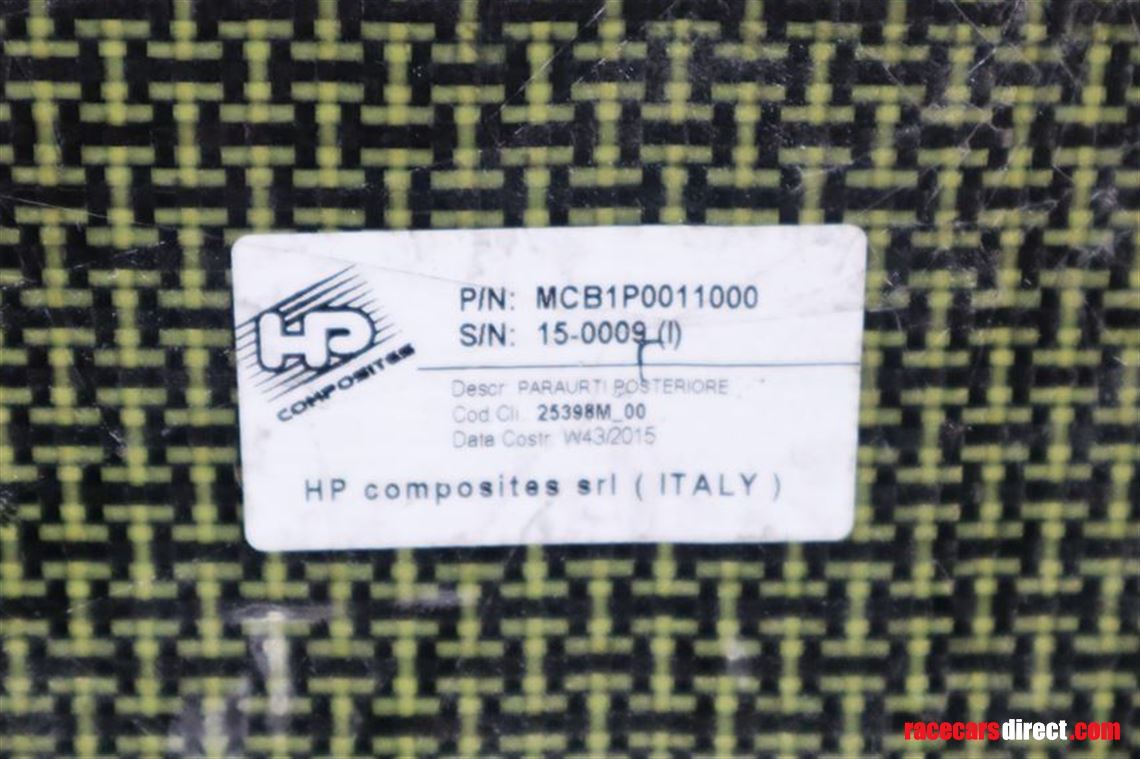 HP
COMPOSITES
P/N: MCB1P0011000
S/N: 15-0009 (I)
Descr PARAURTI POSTERIORE
Cod.Cli. 25398M_00
Data Costr. W43/2015
HP composites srl ( ITALY )
racecarsdirect.com